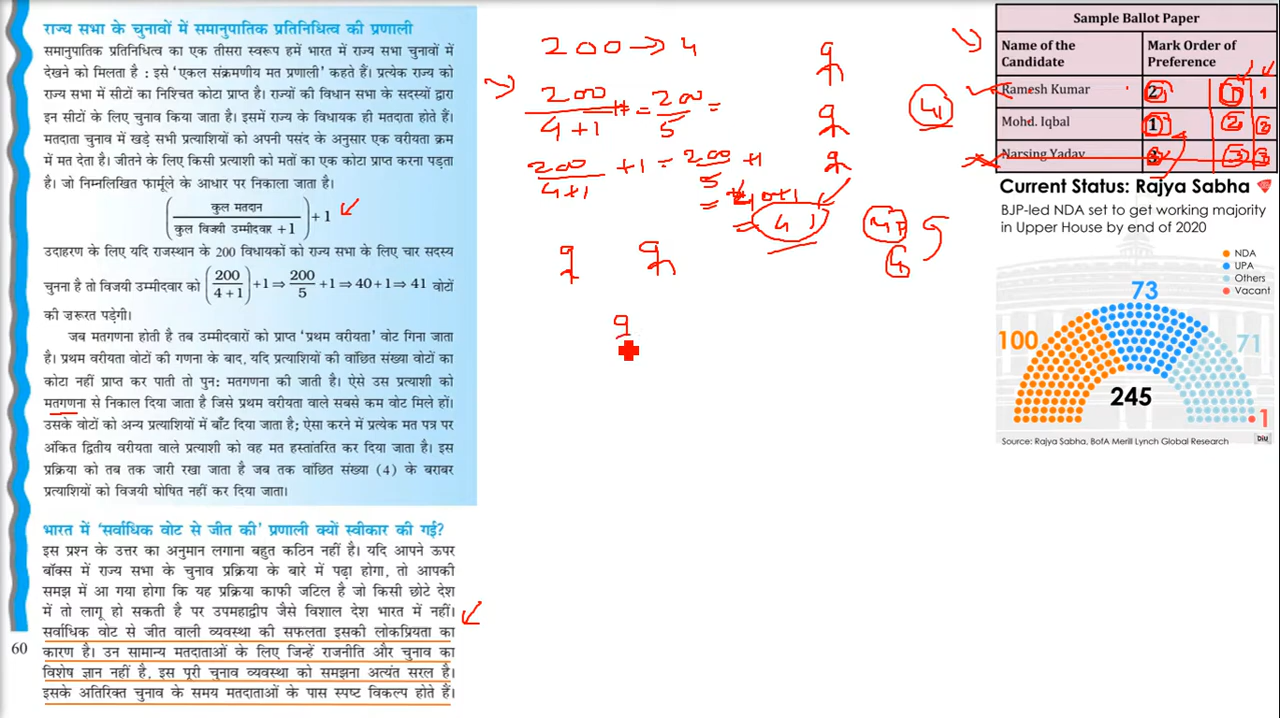 राज्य सभा के चुनावों में समानुपातिक प्रतिनिधित्व की प्रणाली
समानुपातिक प्रतिनिधित्व का एक तीसरा स्वरूप हमें भारत में राज्य सभा चुनावों में
देखने को मिलता है : इसे 'एकल संक्रमणीय मत प्रणाली' कहते हैं। प्रत्येक राज्य को
राज्य सभा में सीटों का निश्चित कोटा प्राप्त है। राज्यों की विधान सभा के सदस्यों द्वारा
इन सीटों के लिए चुनाव किया जाता है। इसमें राज्य के विधायक ही मतदाता होते हैं।
मतदाता चुनाव में खड़े सभी प्रत्याशियों को अपनी पसंद के अनुसार एक वरीयता क्रम
में मत देता है। जीतने के लिए किसी प्रत्याशी को मतों का एक कोटा प्राप्त करना पड़ता
है। जो निम्नलिखित फार्मूले के आधार पर निकाला जाता है।
(कुल मतदान / कुल विजयी उम्मीदवार +1) +1
उदाहरण के लिए यदि राजस्थान के 200 विधायकों को राज्य सभा के लिए चार सदस्य
चुनना है तो विजयी उम्मीदवार को (200/4+1)+1⇒200/5+1⇒40+1⇒41 वोटों
की ज़रूरत पड़ेगी।
जब मतगणना होती है तब उम्मीदवारों को प्राप्त 'प्रथम वरीयता' वोट गिना जाता
है। प्रथम वरीयता वोटों की गणना के बाद, यदि प्रत्याशियों की वांछित संख्या वोटों का
कोटा नहीं प्राप्त कर पाती तो पुन: मतगणना की जाती है। ऐसे उस प्रत्याशी को
मतगणना से निकाल दिया जाता है जिसे प्रथम वरीयता वाले सबसे कम वोट मिले हों।
उसके वोटों को अन्य प्रत्याशियों में बाँट दिया जाता है; ऐसा करने में प्रत्येक मत पत्र पर
अंकित द्वितीय वरीयता वाले प्रत्याशी को वह मत हस्तांतरित कर दिया जाता है। इस
प्रक्रिया को तब तक जारी रखा जाता है जब तक वांछित संख्या (4) के बराबर
प्रत्याशियों को विजयी घोषित नहीं कर दिया जाता।
भारत में 'सर्वाधिक वोट से जीत की' प्रणाली क्यों स्वीकार की गई?
इस प्रश्न के उत्तर का अनुमान लगाना बहुत कठिन नहीं है। यदि आपने ऊपर
बॉक्स में राज्य सभा के चुनाव प्रक्रिया के बारे में पढ़ा होगा, तो आपकी
समझ में आ गया होगा कि यह प्रक्रिया काफी जटिल है जो किसी छोटे देश
में तो लागू हो सकती है पर उपमहाद्वीप जैसे विशाल देश भारत में नहीं।
सर्वाधिक वोट से जीत वाली व्यवस्था की सफलता इसकी लोकप्रियता का
कारण है। उन सामान्य मतदाताओं के लिए जिन्हें राजनीति और चुनाव का
विशेष ज्ञान नहीं है, इस पूरी चुनाव व्यवस्था को समझना अत्यंत सरल है।
इसके अतिरिक्त चुनाव के समय मतदाताओं के पास स्पष्ट विकल्प होते हैं।
60
200→4
200/4+1 = 200/5 =
200/4+1 +1 = 200/5 +1
= 40+1
= 41
41
Sample Ballot Paper
Name of the Candidate
Mark Order of Preference
Ramesh Kumar 2 1 1
Mohd. Iqbal 1 2
Narsing Yadav 3 3
Current Status: Rajya Sabha
BJP-led NDA set to get working majority
in Upper House by end of 2020
NDA
UPA
Others
Vacant
73
100
71
245
1
Source: Rajya Sabha, BofA Merill Lynch Global Research
DIU